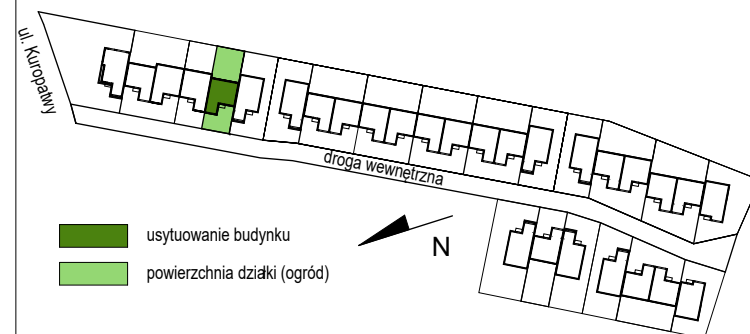 ul. Kuropatwy
droga wewnętrzna
usytuowanie budynku
N
powierzchnia działki (ogród)